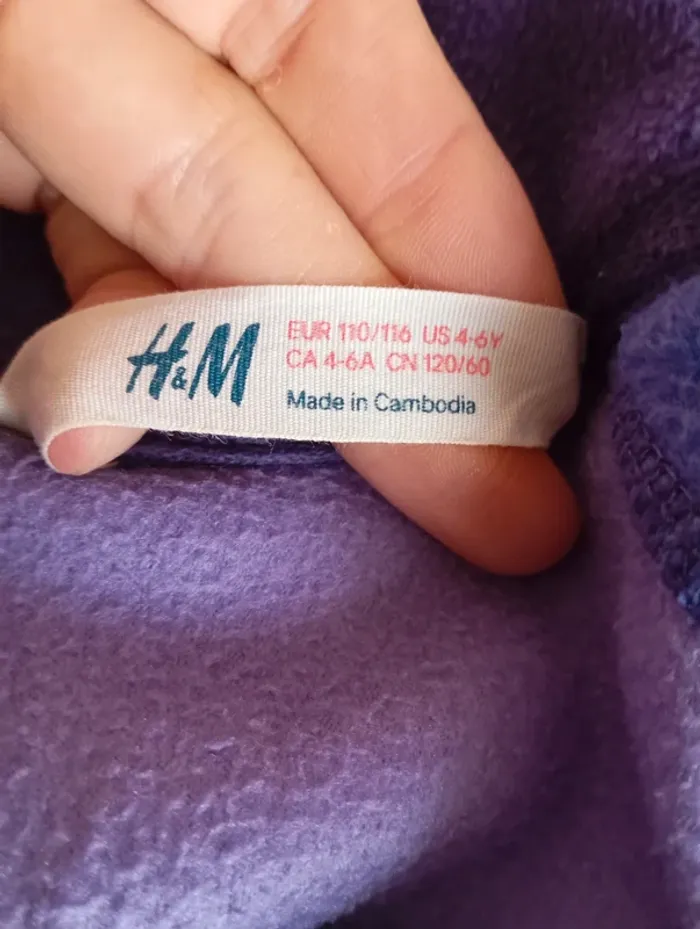 H&M
EUR 110/116 US 4-6Y
CA 4-6A CN 120/60
Made in Cambodia